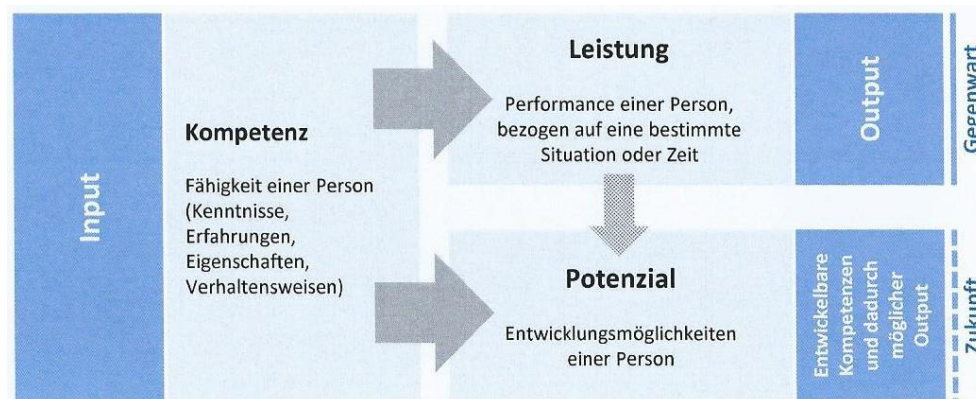 Input
Kompetenz
Fähigkeit einer Person
(Kenntnisse,
Erfahrungen,
Eigenschaften,
Verhaltensweisen)
Leistung
Performance einer Person,
bezogen auf eine bestimmte
Situation oder Zeit
Output
Gegenwart
Potenzial
Entwicklungsmöglichkeiten
einer Person
Entwickelbare
Kompetenzen
und dadurch
möglicher
Output
Zukunft